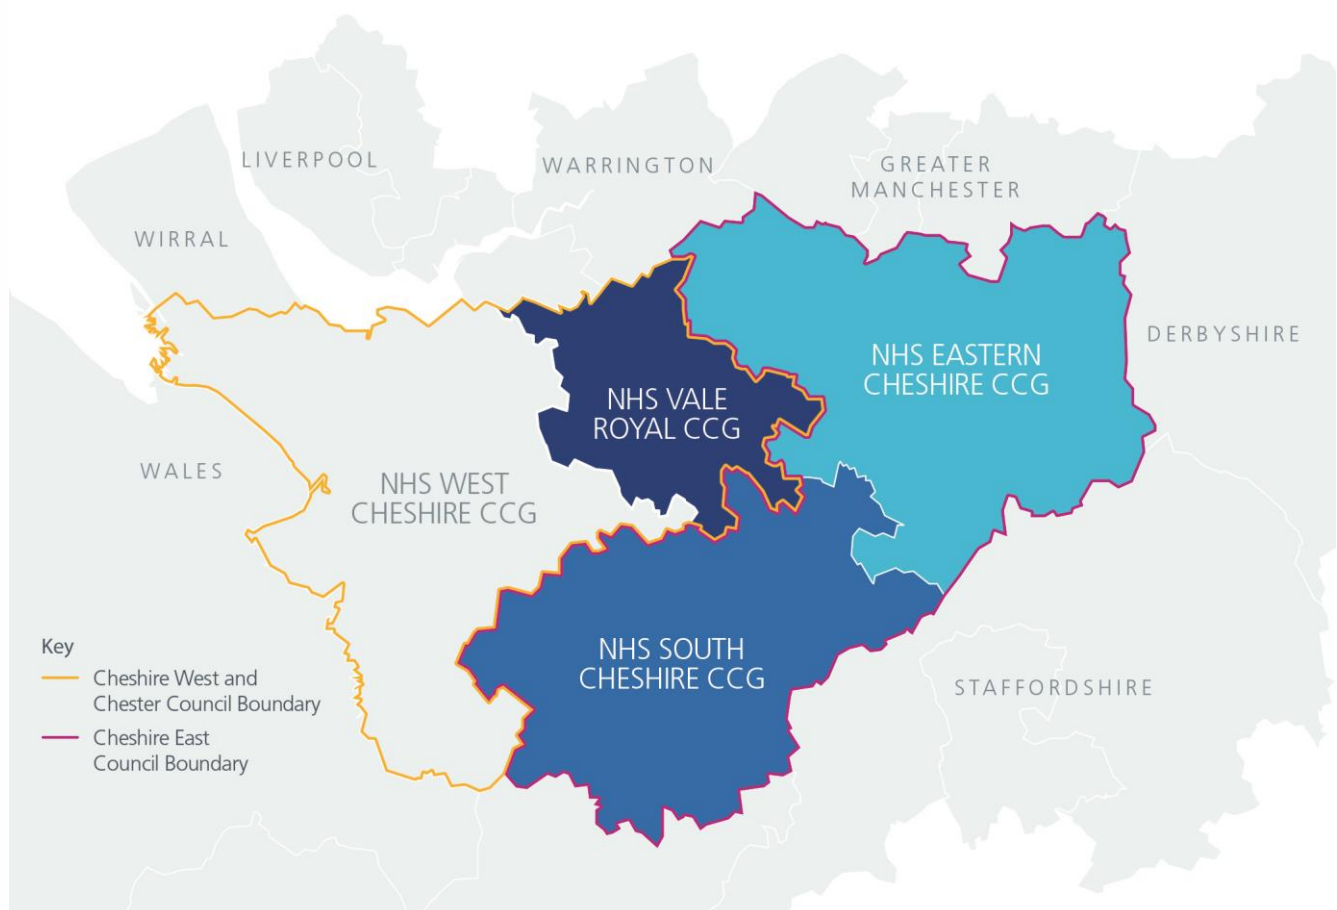 LIVERPOOL
WARRINGTON
GREATER
MANCHESTER
WIRRAL
DERBYSHIRE
NHS EASTERN
CHESHIRE CCG
NHS VALE
ROYAL CCG
WALES
NHS WEST
CHESHIRE CCG
NHS SOUTH
CHESHIRE CCG
STAFFORDSHIRE
Key
Cheshire West and
Chester Council Boundary
Cheshire East
Council Boundary